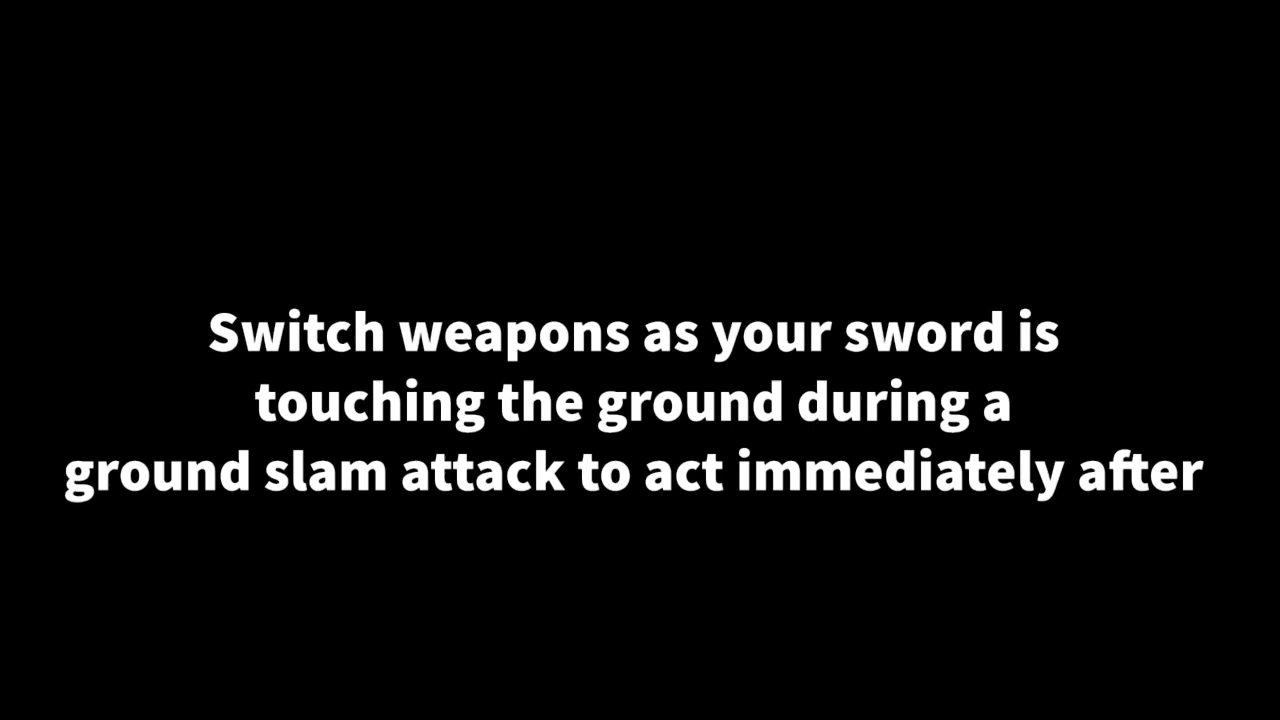 Switch weapons as your sword is
touching the ground during a
ground slam attack to act immediately after